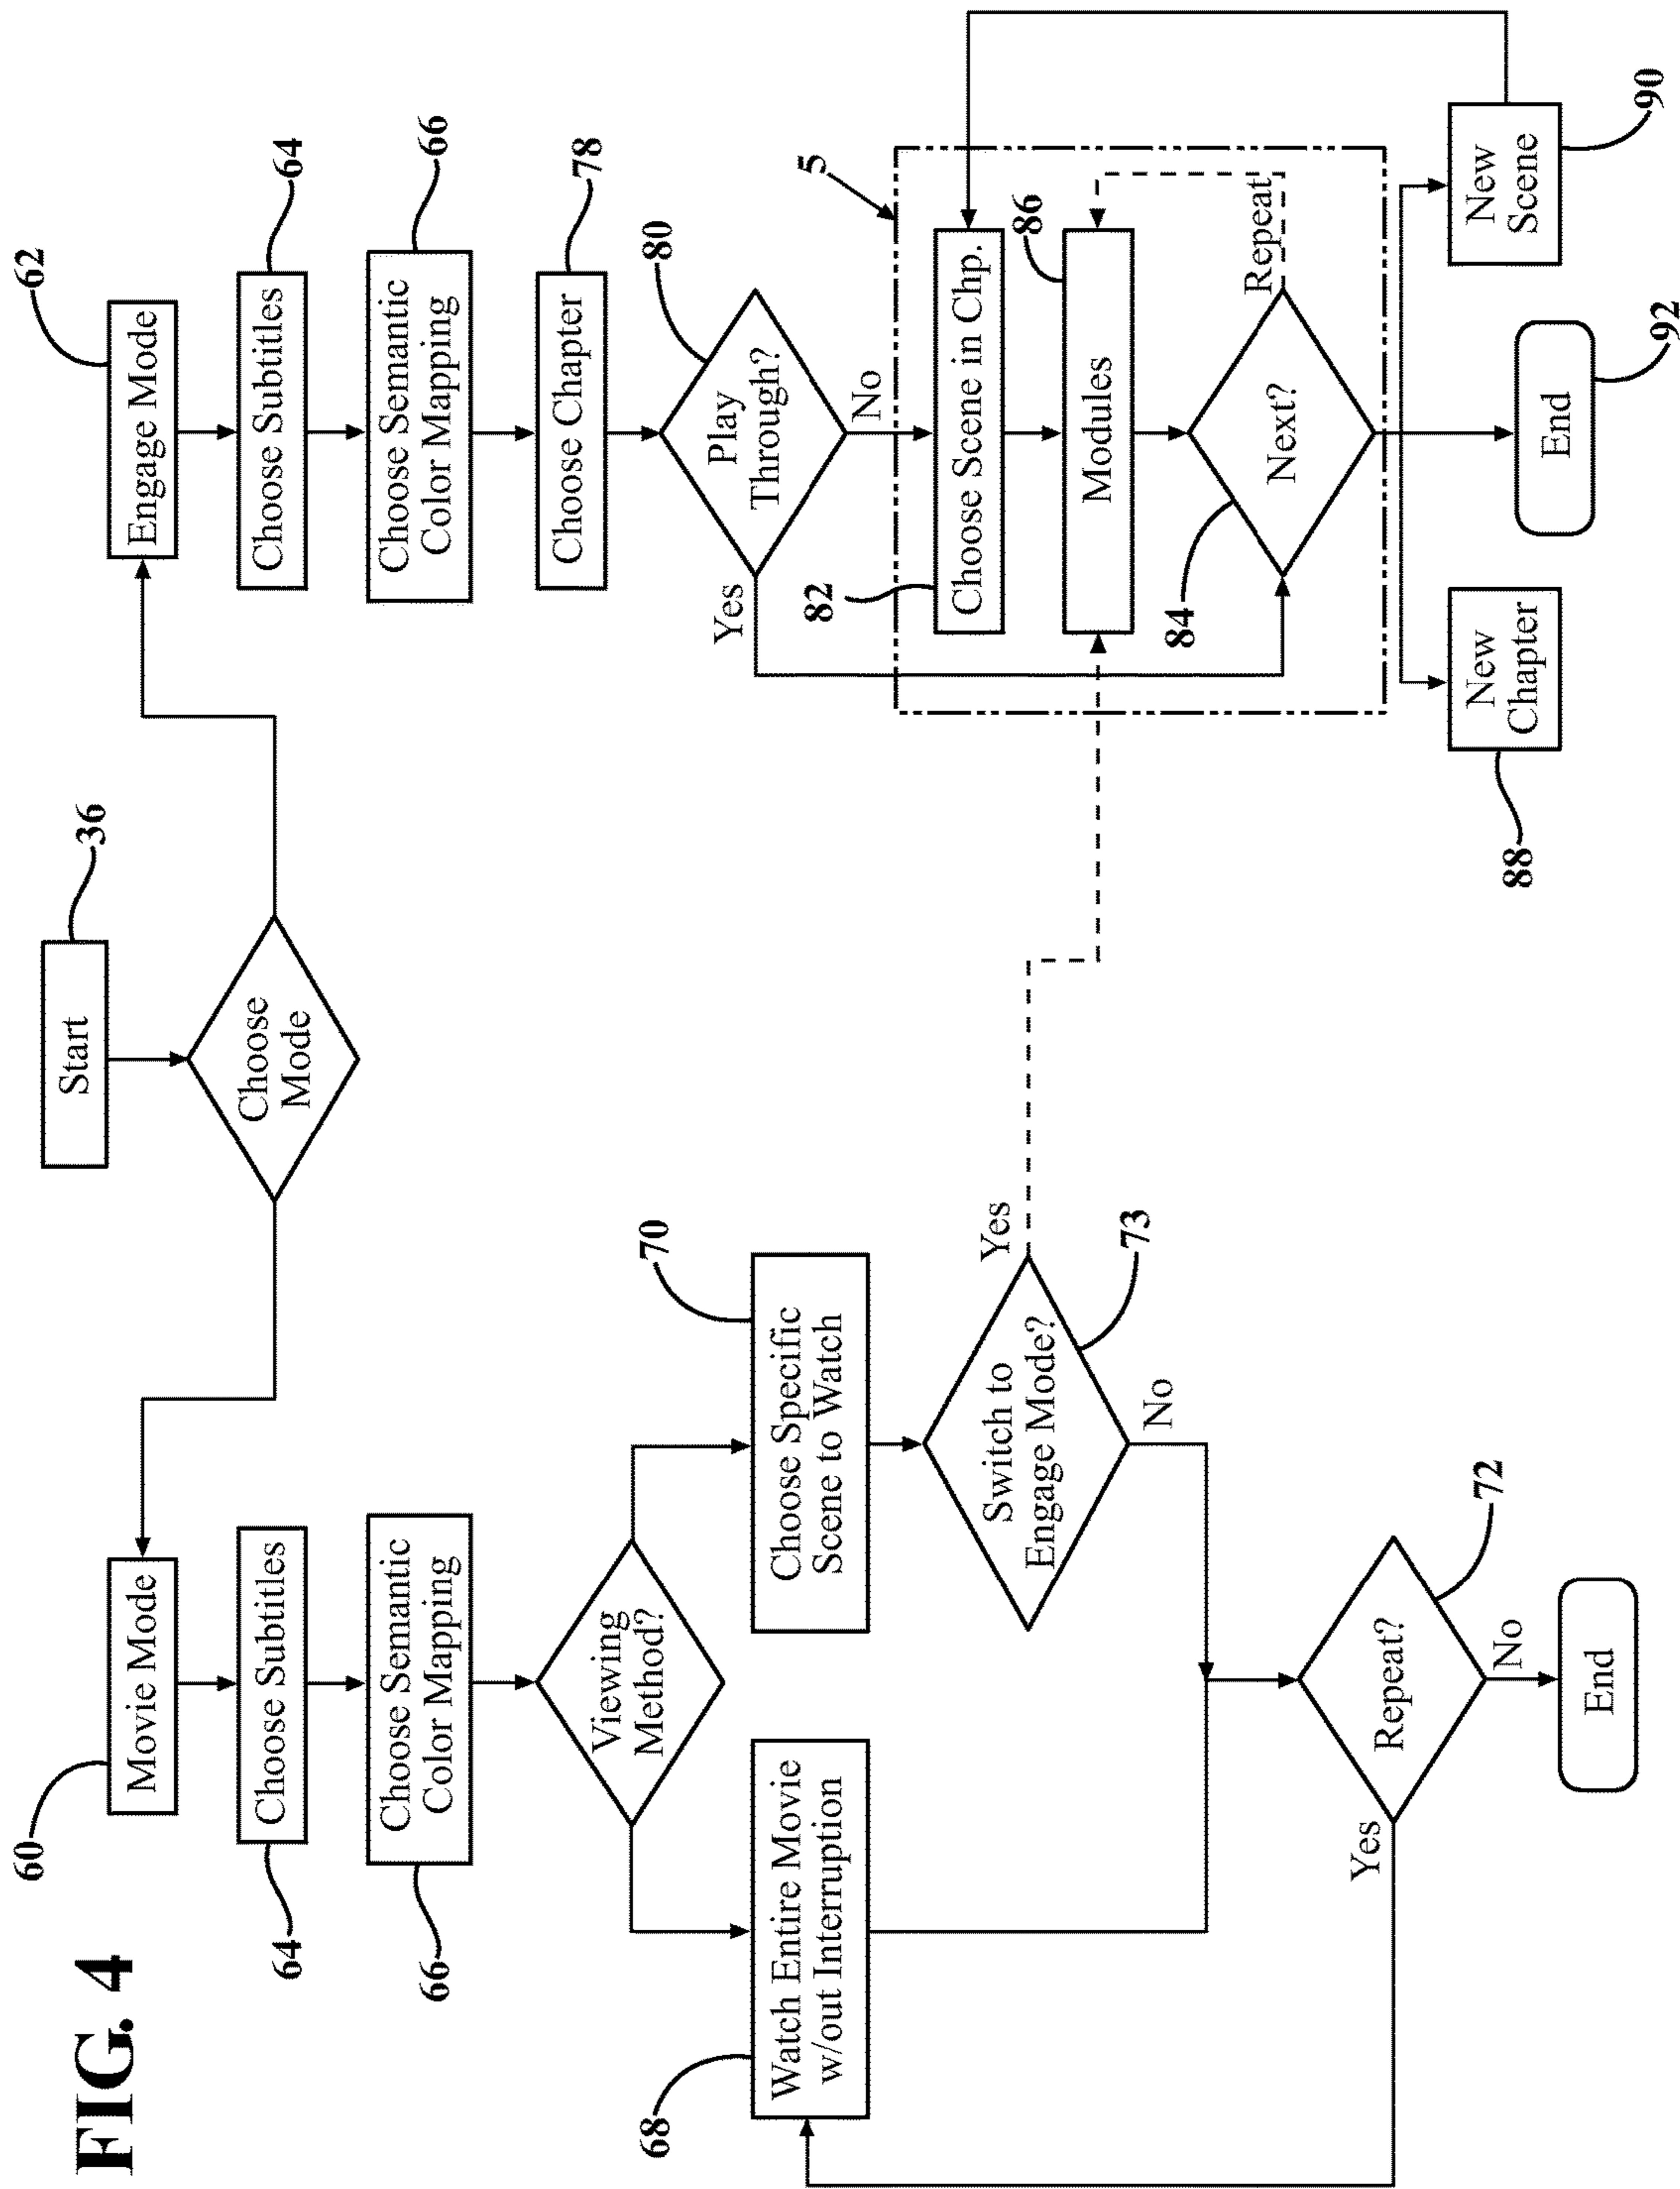 FIG. 4
Start
36
Choose
Mode
60
Movie Mode
64
Choose Subtitles
66
Choose Semantic
Color Mapping
Viewing
Method?
68
Watch Entire Movie
w/out Interruption
70
Choose Specific
Scene to Watch
Switch to
Engage Mode?
73
Yes
No
Repeat?
72
Yes
No
End
62
Engage Mode
64
Choose Subtitles
66
Choose Semantic
Color Mapping
78
Choose Chapter
80
Play
Through?
Yes
No
5
82
Choose Scene in Chp.
86
Modules
84
Next?
Repeat
88
New
Chapter
End
92
New
Scene
90